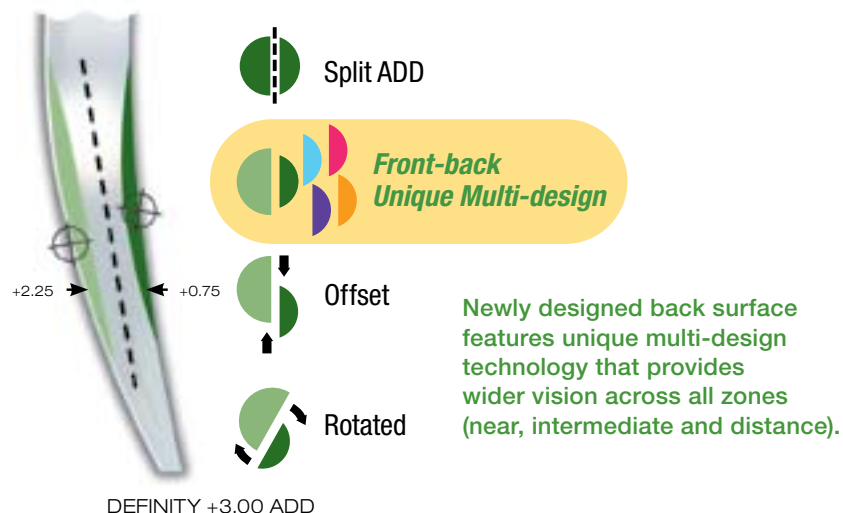 Split ADD
Front-back
Unique Multi-design
+2.25
+0.75
Offset
Newly designed back surface
features unique multi-design
technology that provides
wider vision across all zones
(near, intermediate and distance).
Rotated
DEFINITY +3.00 ADD